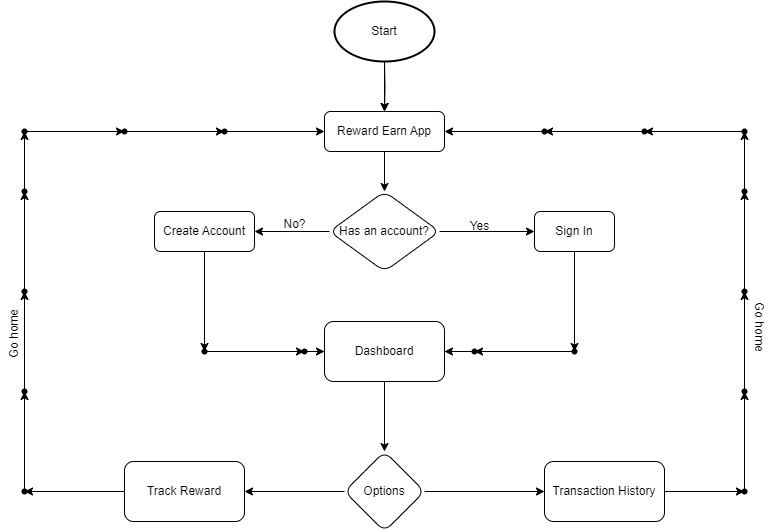 Start
Reward Earn App
No?
Has an account?
Yes
Create Account
Sign In
Go home
Dashboard
Go home
Track Reward
Options
Transaction History